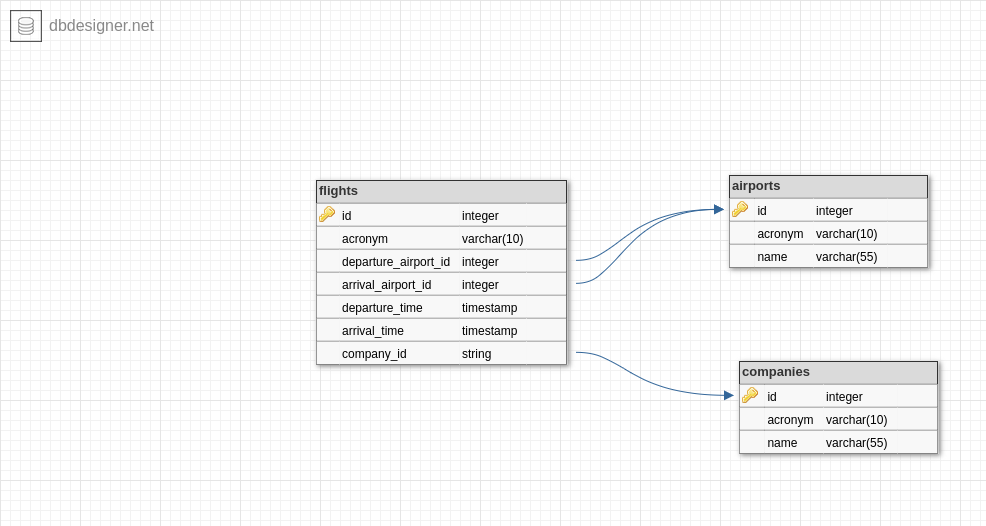 dbdesigner.net
flights
id integer
acronym varchar(10)
departure_airport_id integer
arrival_airport_id integer
departure_time timestamp
arrival_time timestamp
company_id string
airports
id integer
acronym varchar(10)
name varchar(55)
companies
id integer
acronym varchar(10)
name varchar(55)